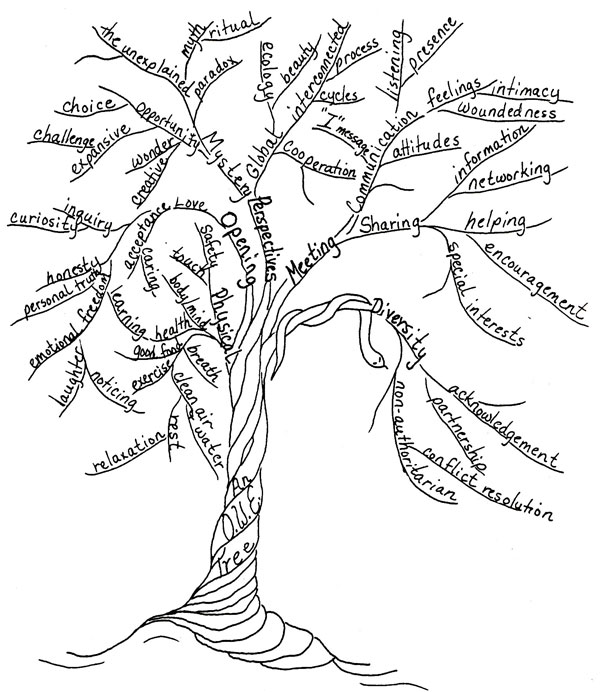 the unexplained
myth
ritual
paradox
Mystery
opportunity
choice
challenge
expansive
wonder
creative
Global
Perspectives
ecology
beauty
interconnected
process
cycles
cooperation
"I" message
Communication
listening
presence
feelings
intimacy
woundedness
attitudes
Meeting
Sharing
information
networking
helping
encouragement
special interests
Opening
Love
acceptance
inquiry
curiosity
caring
honesty
personal truth
emotional freedom
laughter
noticing
learning
Physical
Safety
touch
body/mind
health
good food
exercise
breath
clean air
water
rest
relaxation
Diversity
acknowledgement
partnership
non-authoritarian
conflict resolution
An
O.W.E.
Tree